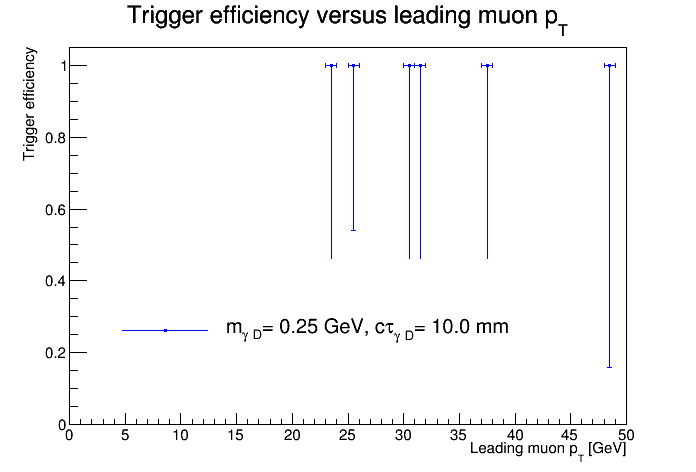 Trigger efficiency versus leading muon p_T
Trigger efficiency
1
0.8
0.6
0.4
0.2
0
m_γ D= 0.25 GeV, cτ_γ D= 10.0 mm
0 5 10 15 20 25 30 35 40 45 50
Leading muon p_T [GeV]